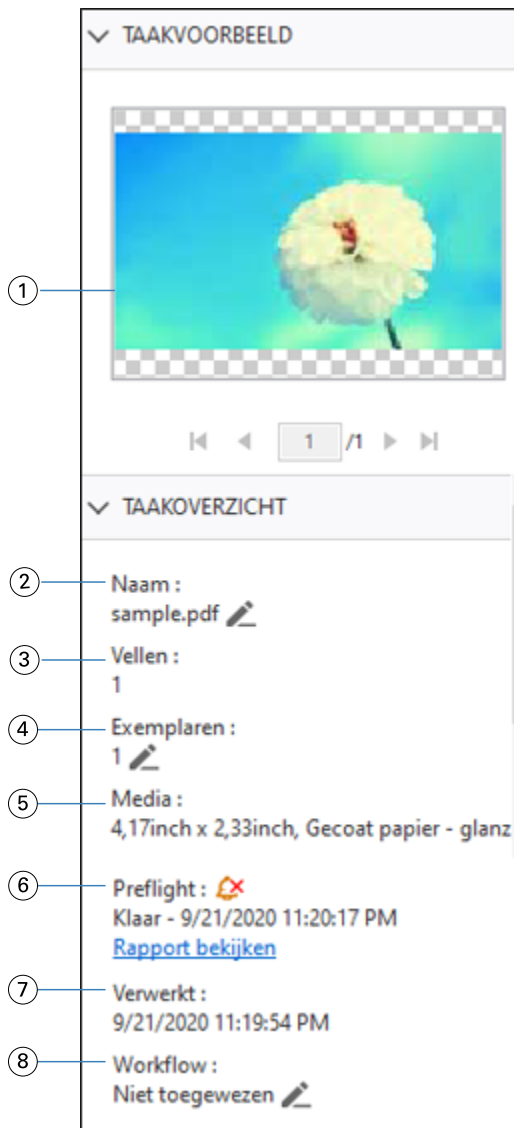 TAAKVOORBEELD
1
1 /1
TAAKOVERZICHT
2
Naam :
sample.pdf
3
Vellen :
1
4
Exemplaren :
1
5
Media :
4,17inch x 2,33inch, Gecoat papier - glanz
6
Preflight :
Klaar - 9/21/2020 11:20:17 PM
Rapport bekijken
7
Verwerkt :
9/21/2020 11:19:54 PM
8
Workflow :
Niet toegewezen